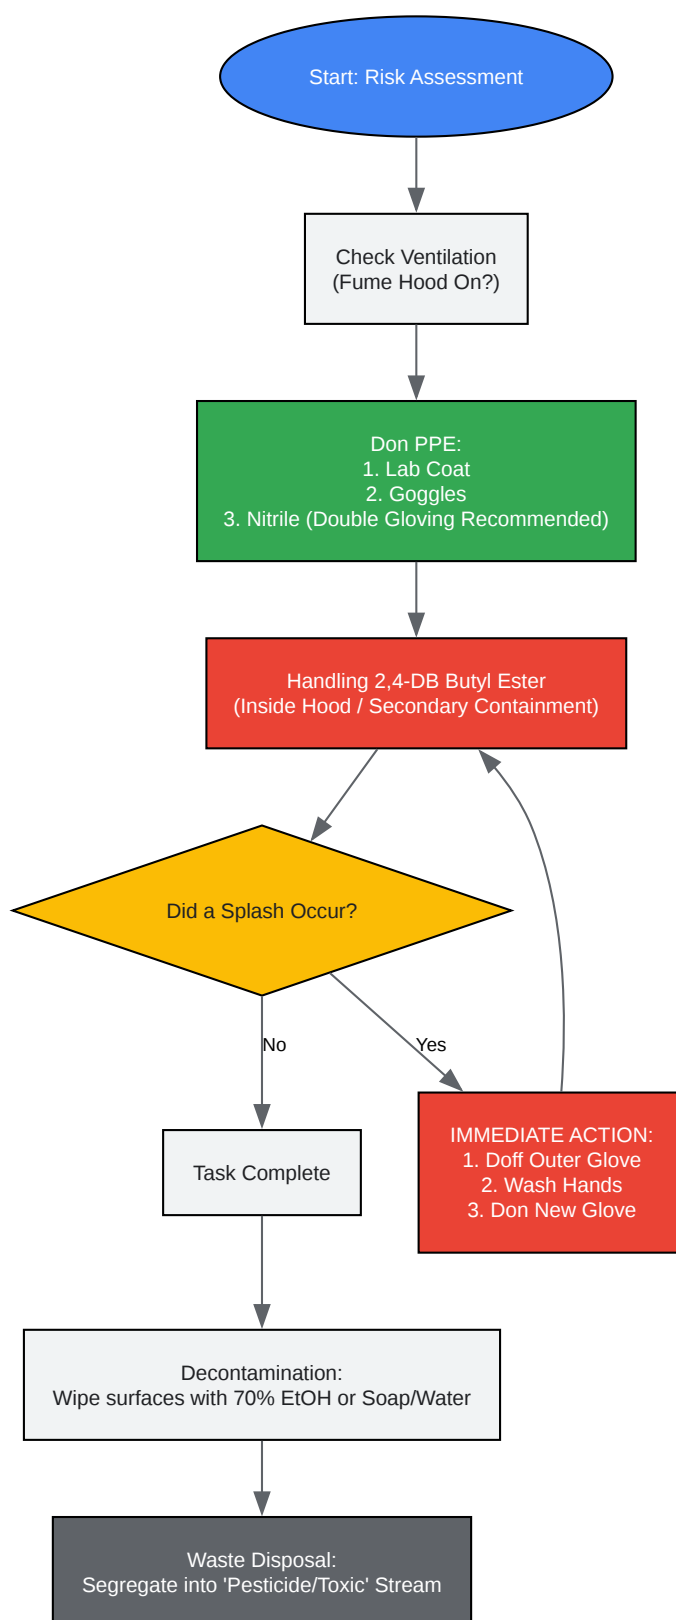 Start: Risk Assessment
Check Ventilation
(Fume Hood On?)
Don PPE:
1. Lab Coat
2. Goggles
3. Nitrile (Double Gloving Recommended)
Handling 2,4-DB Butyl Ester
(Inside Hood / Secondary Containment)
Did a Splash Occur?
No
Yes
IMMEDIATE ACTION:
1. Doff Outer Glove
2. Wash Hands
3. Don New Glove
Task Complete
Decontamination:
Wipe surfaces with 70% EtOH or Soap/Water
Waste Disposal:
Segregate into 'Pesticide/Toxic' Stream